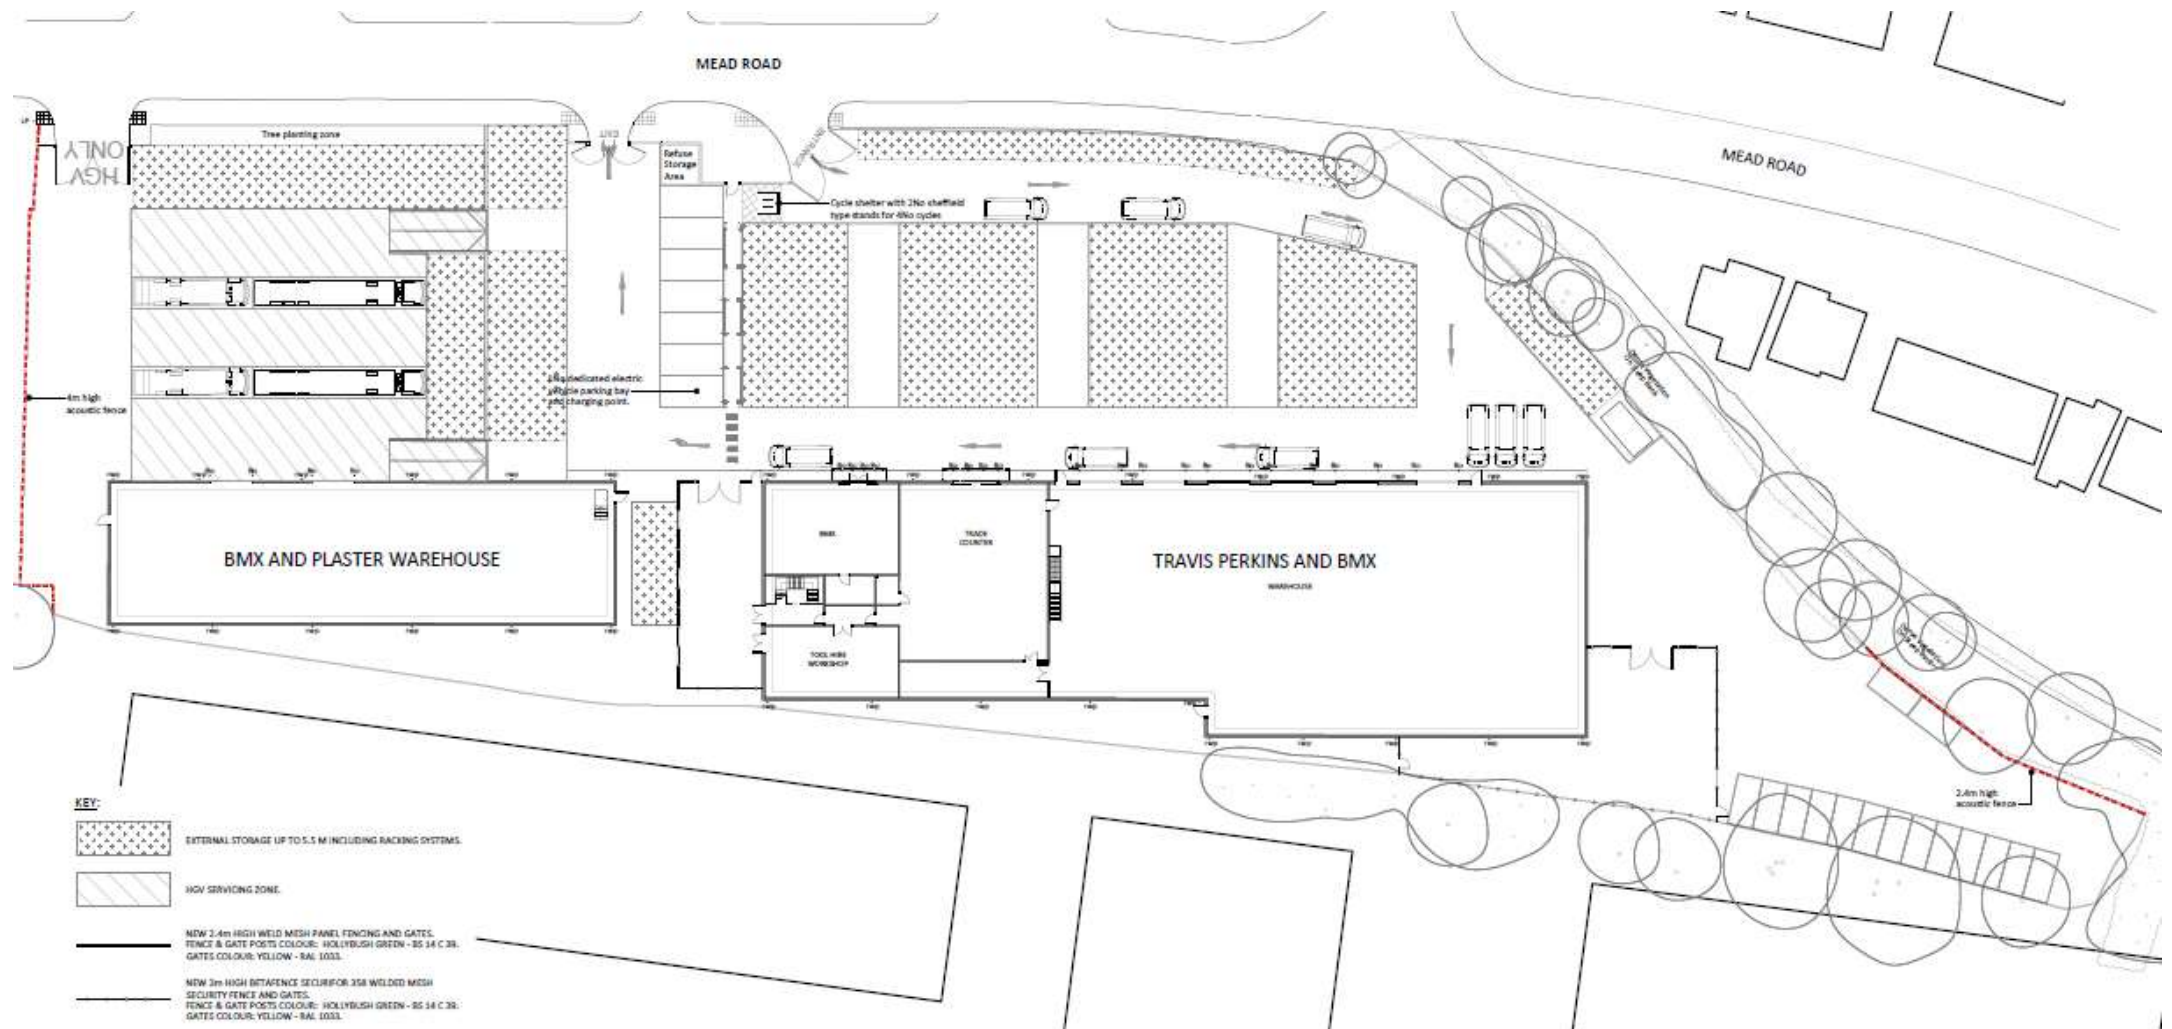 MEAD ROAD
MEAD ROAD
LP
HGV
ONLY
Tree planting zone
EXIT
ENTRANCE
Refuse
Storage
Area
Cycle shelter with 2No sheffield
type stands for 4No cycles
dedicated electric
vehicle parking bay
and charging point.
4m high
acoustic fence
BMX AND PLASTER WAREHOUSE
TRADE
COUNTER
TRAVIS PERKINS AND BMX
WAREHOUSE
TOOL HIRE
WORKSHOP
2.4m high
acoustic fence
KEY:
EXTERNAL STORAGE UP TO 5.5 M INCLUDING RACKING SYSTEMS.
HGV SERVICING ZONE.
NEW 2.4m HIGH WELD MESH PANEL FENCING AND GATES.
FENCE & GATE POSTS COLOUR: HOLLYBUSH GREEN - BS 14 C 39.
GATES COLOUR: YELLOW - RAL 1033.
NEW 3m HIGH BETAFENCE SECURIFOR 358 WELDED MESH
SECURITY FENCE AND GATES.
FENCE & GATE POSTS COLOUR: HOLLYBUSH GREEN - BS 14 C 39.
GATES COLOUR: YELLOW - RAL 1033.